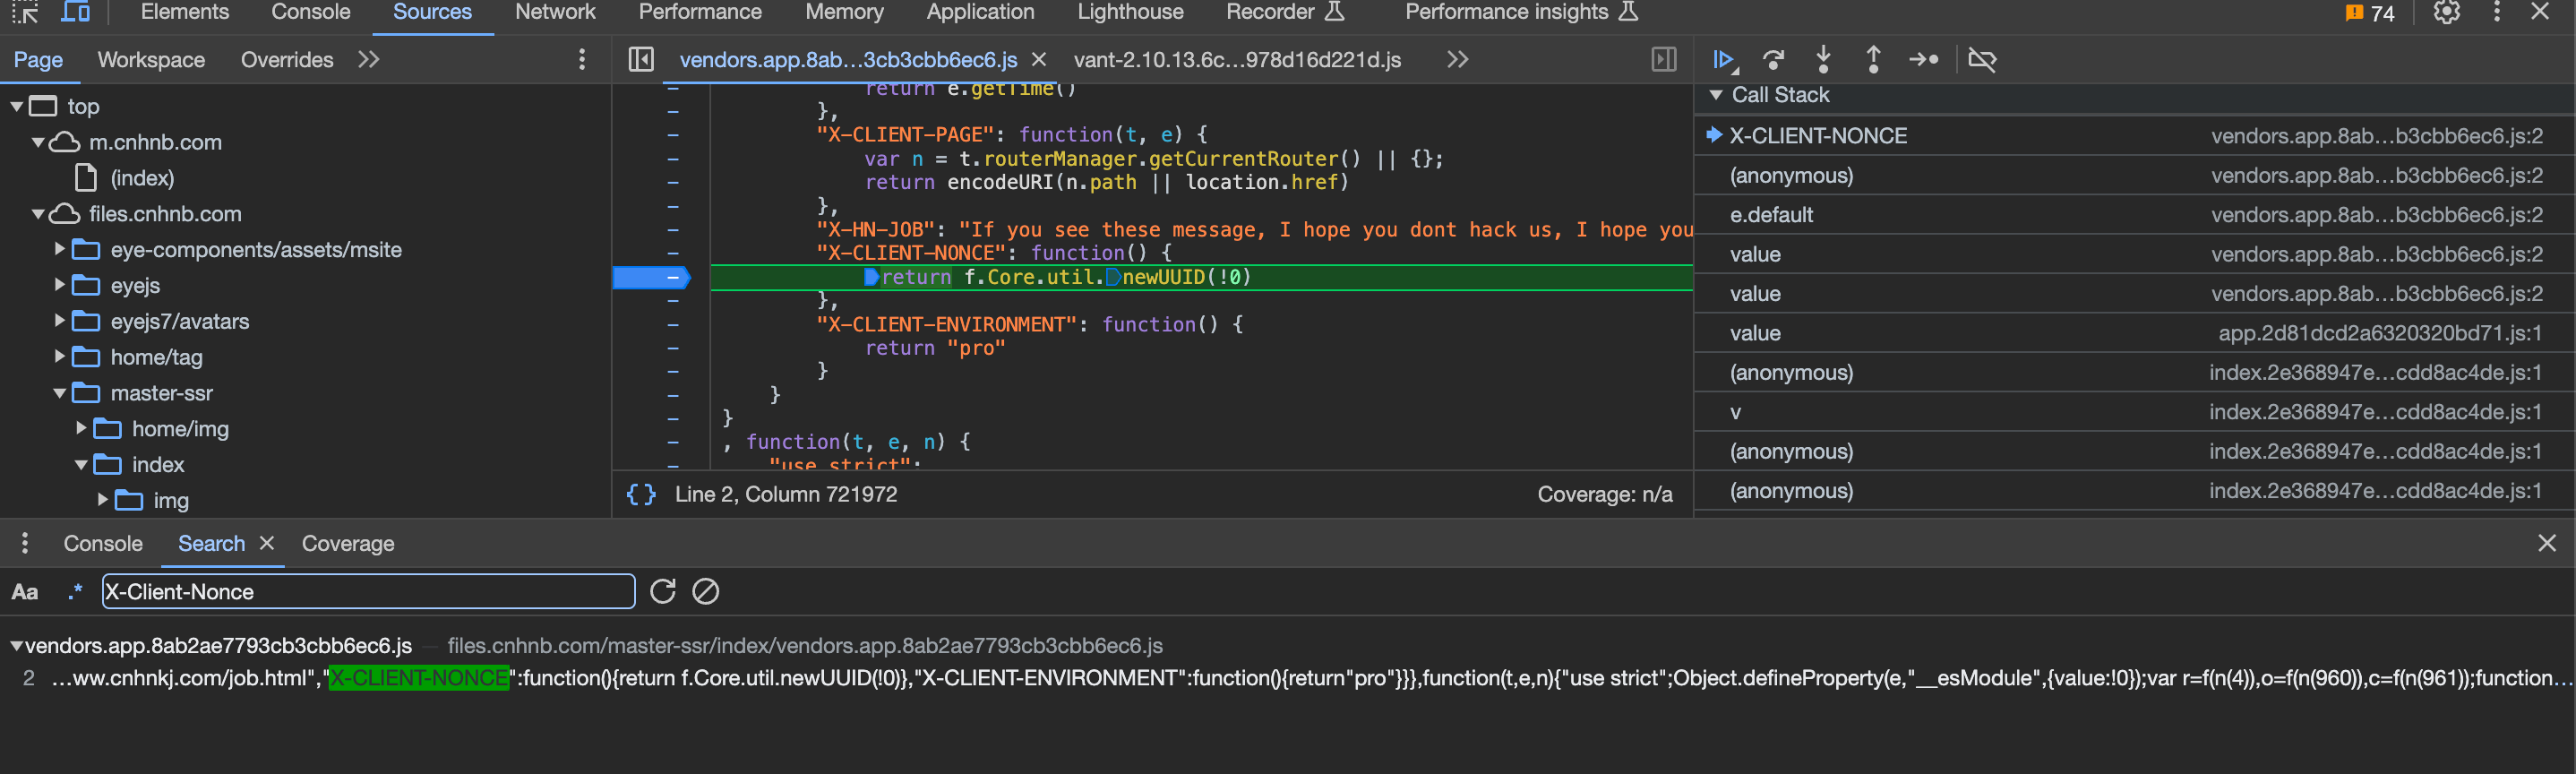 Elements Console Sources Network Performance Memory Application Lighthouse Recorder Performance insights 74
Page Workspace Overrides
top
m.cnhnb.com
(index)
files.cnhnb.com
eye-components/assets/msite
eyejs
eyejs7/avatars
home/tag
master-ssr
home/img
index
img
vendors.app.8ab...3cb3cbb6ec6.js vant-2.10.13.6c...978d16d221d.js
return e.getTime()
},
"X-CLIENT-PAGE": function(t, e) {
var n = t.routerManager.getCurrentRouter() || {};
return encodeURI(n.path || location.href)
},
"X-HN-JOB": "If you see these message, I hope you dont hack us, I hope you
"X-CLIENT-NONCE": function() {
return f.Core.util.newUUID(!0)
},
"X-CLIENT-ENVIRONMENT": function() {
return "pro"
}
}
}
, function(t, e, n) {
"use strict";
{} Line 2, Column 721972 Coverage: n/a
Call Stack
X-CLIENT-NONCE vendors.app.8ab...b3cbb6ec6.js:2
(anonymous) vendors.app.8ab...b3cbb6ec6.js:2
e.default vendors.app.8ab...b3cbb6ec6.js:2
value vendors.app.8ab...b3cbb6ec6.js:2
value vendors.app.8ab...b3cbb6ec6.js:2
value app.2d81dcd2a6320320bd71.js:1
(anonymous) index.2e368947e...cdd8ac4de.js:1
v index.2e368947e...cdd8ac4de.js:1
(anonymous) index.2e368947e...cdd8ac4de.js:1
(anonymous) index.2e368947e...cdd8ac4de.js:1
Console Search Coverage
Aa .* X-Client-Nonce
vendors.app.8ab2ae7793cb3cbb6ec6.js — files.cnhnb.com/master-ssr/index/vendors.app.8ab2ae7793cb3cbb6ec6.js
2 ...ww.cnhnkj.com/job.html","X-CLIENT-NONCE":function(){return f.Core.util.newUUID(!0)},"X-CLIENT-ENVIRONMENT":function(){return"pro"}}},function(t,e,n){"use strict";Object.defineProperty(e,"__esModule",{value:!0});var r=f(n(4)),o=f(n(960)),c=f(n(961));function...